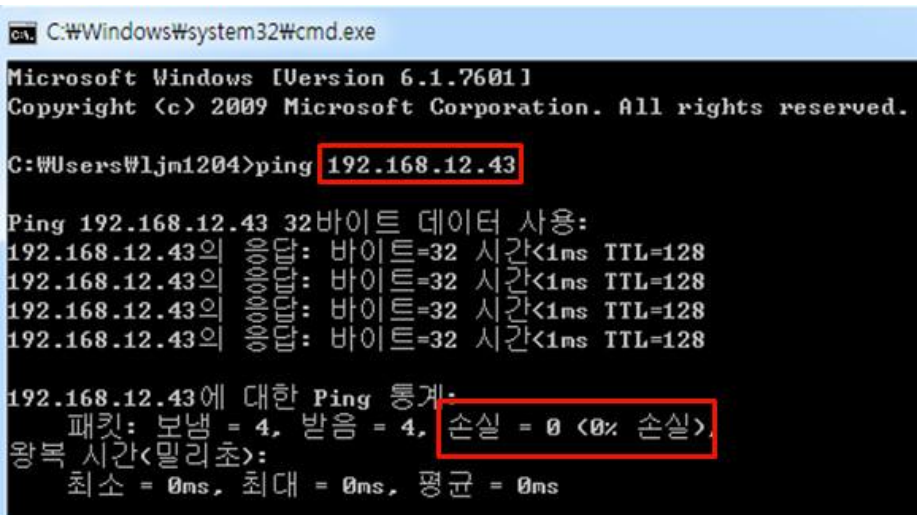 C:₩Windows₩system32₩cmd.exe
Microsoft Windows [Version 6.1.7601]
Copyright (c) 2009 Microsoft Corporation. All rights reserved.
C:₩Users₩ljm1204>ping 192.168.12.43
Ping 192.168.12.43 32바이트 데이터 사용:
192.168.12.43의 응답: 바이트=32 시간<1ms TTL=128
192.168.12.43의 응답: 바이트=32 시간<1ms TTL=128
192.168.12.43의 응답: 바이트=32 시간<1ms TTL=128
192.168.12.43의 응답: 바이트=32 시간<1ms TTL=128
192.168.12.43에 대한 Ping 통계:
패킷: 보냄 = 4, 받음 = 4, 손실 = 0 (0% 손실),
왕복 시간(밀리초):
최소 = 0ms, 최대 = 0ms, 평균 = 0ms